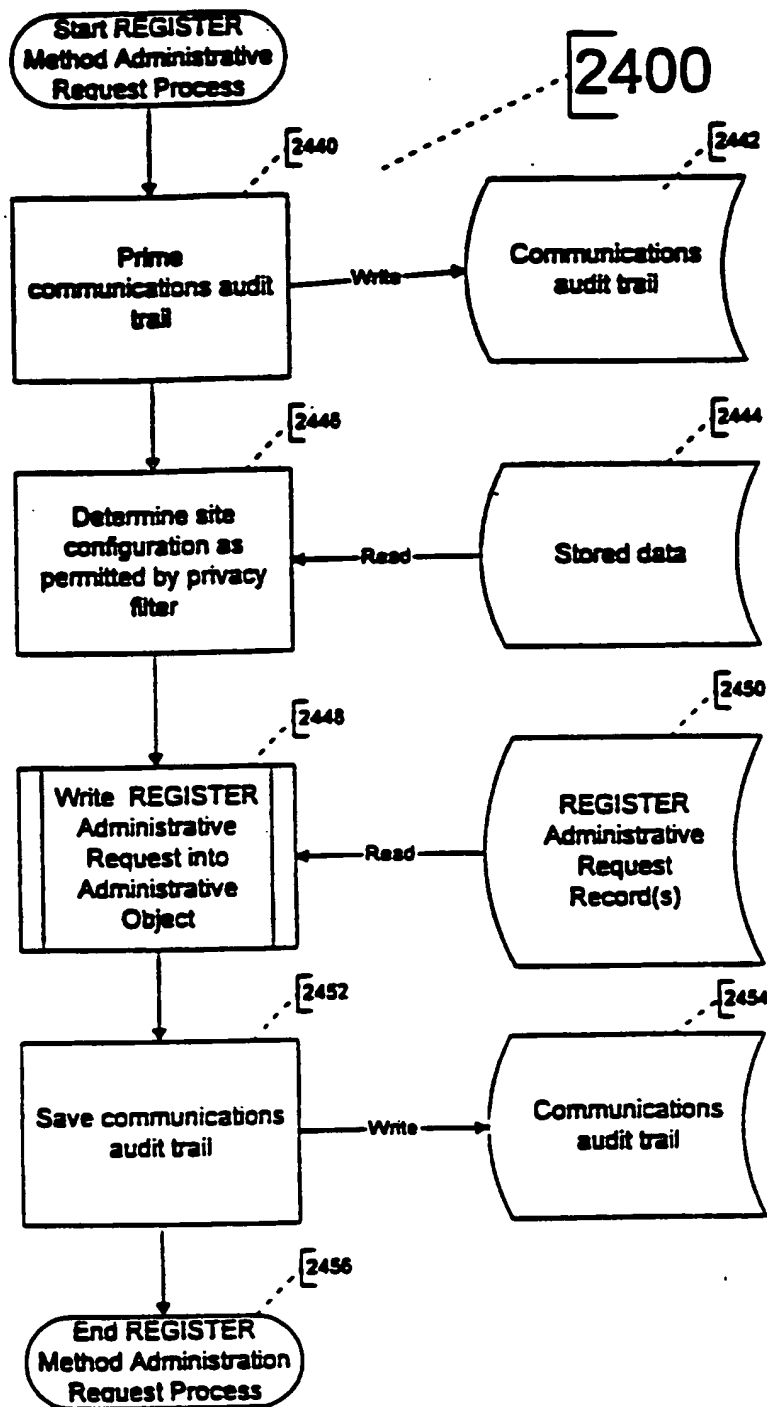 Start REGISTER
Method Administrative
Request Process
2400
2440
2442
Prime
communications audit
trail
Write
Communications
audit trail
2446
2444
Determine site
configuration as
permitted by privacy
filter
Read
Stored data
2448
2450
Write REGISTER
Administrative
Request into
Administrative
Object
Read
REGISTER
Administrative
Request
Record(s)
2452
2454
Save communications
audit trail
Write
Communications
audit trail
2456
End REGISTER
Method Administration
Request Process